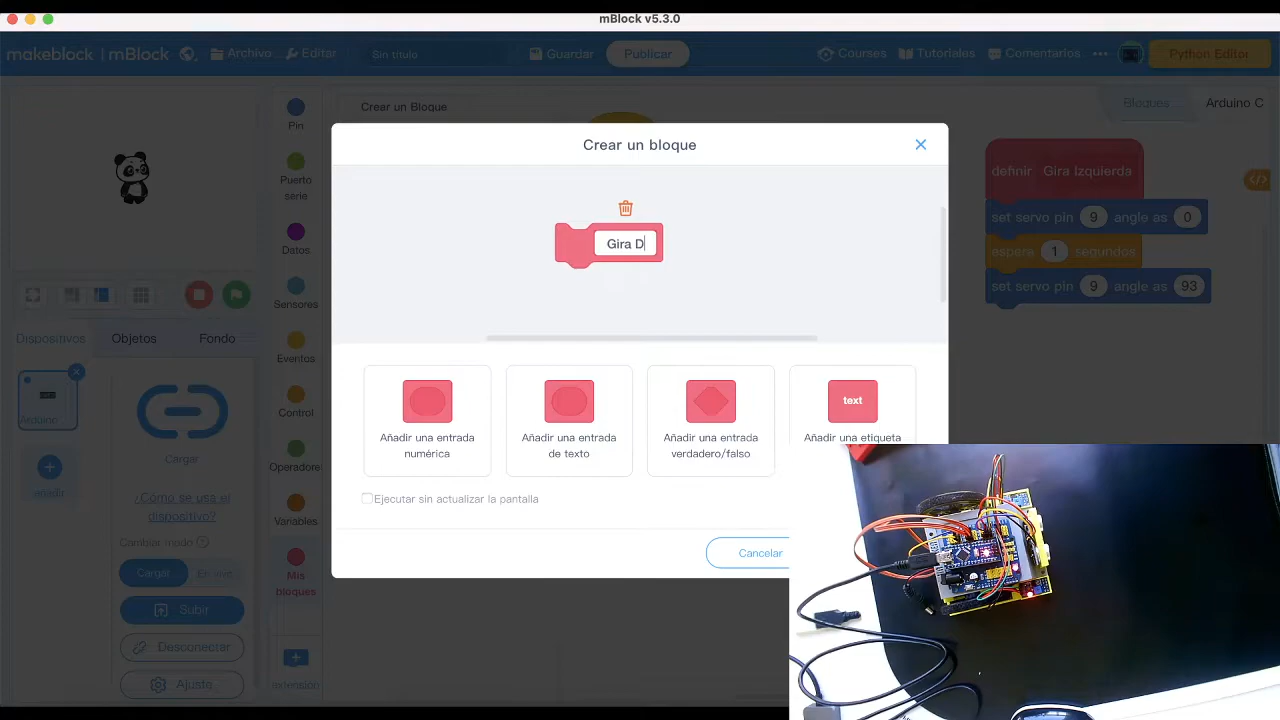 mBlock v5.3.0
makeblock | mBlock
Archivo
Editar
Sin título
Guardar
Publicar
Courses
Tutoriales
Comentarios
Python Editor
Crear un Bloque
Bloques...
Arduino C
Pin
Puerto
serie
Datos
Sensores
Eventos
Control
Operadores
Variables
Mis
bloques
extensión
Crear un bloque
Gira D
Añadir una entrada
numérica
Añadir una entrada
de texto
Añadir una entrada
verdadero/falso
text
Añadir una etiqueta
Ejecutar sin actualizar la pantalla
Cancelar
definir Gira Izquierda
set servo pin 9 angle as 0
espera 1 segundos
set servo pin 9 angle as 93
Dispositivos
Objetos
Fondo
Arduino
añadir
Cargar
¿Cómo se usa el
dispositivo?
Cambiar modo
Cargar
En vivo
Subir
Desconectar
Ajuste